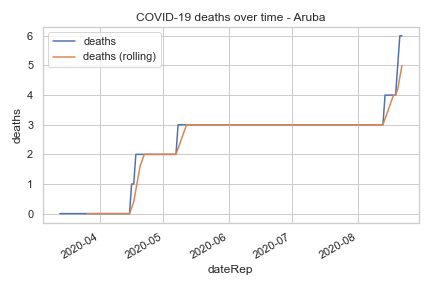 COVID-19 deaths over time - Aruba
deaths
deaths (rolling)
6
5
4
3
2
1
0
deaths
2020-04
2020-05
2020-06
2020-07
2020-08
dateRep